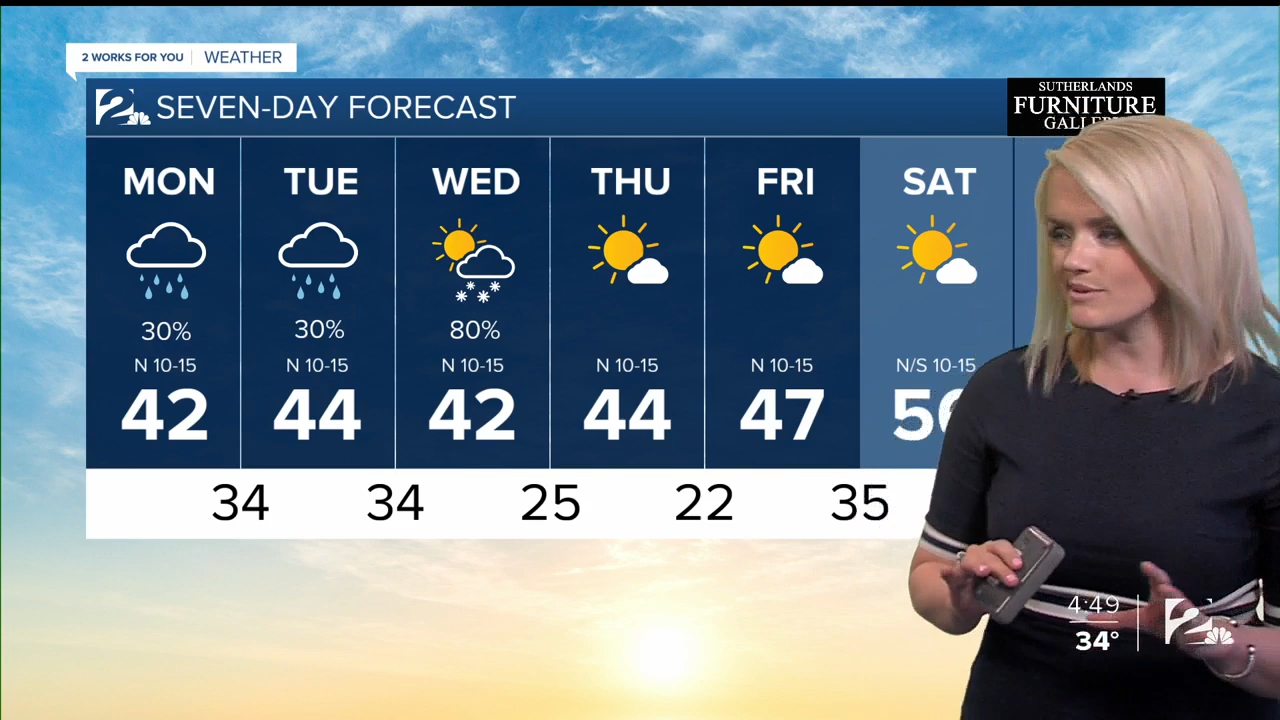 2 WORKS FOR YOU | WEATHER
2 SEVEN-DAY FORECAST
SUTHERLANDS
FURNITURE
MON TUE WED THU FRI SAT
30% 30% 80%
N 10-15 N 10-15 N 10-15 N 10-15 N 10-15 N/S 10-15
42 44 42 44 47
34 34 25 22 35
4:49
34°
2